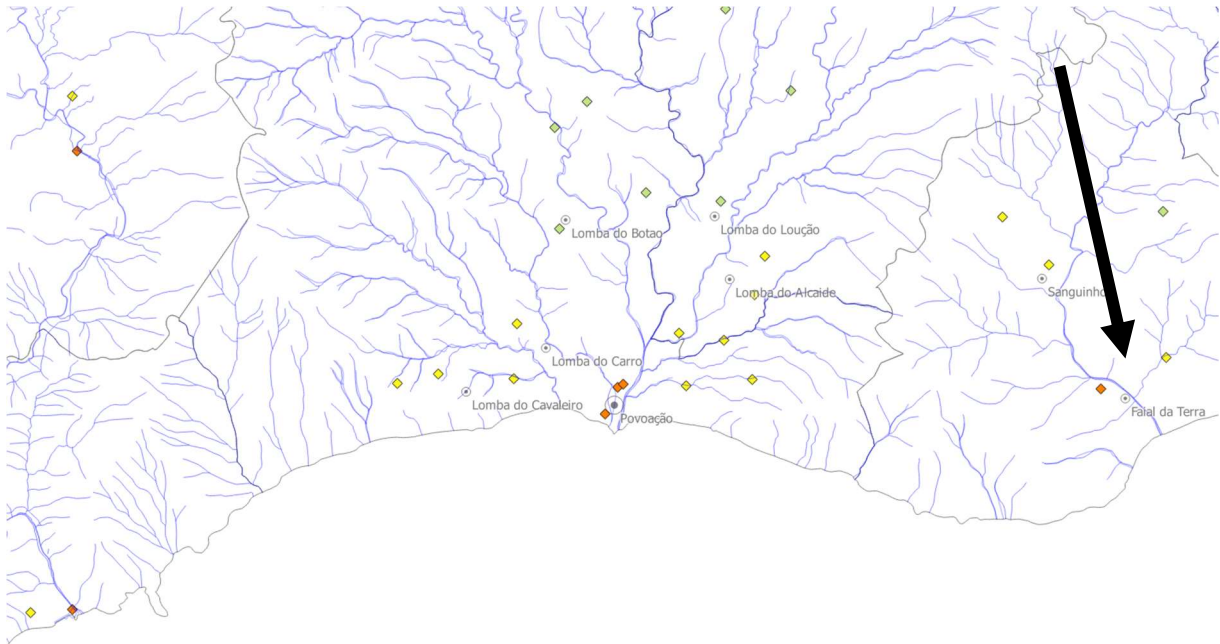 Lomba do Botao
Lomba do Loução
Lomba do Alcaide
Sanguinho
Lomba do Carro
Lomba do Cavaleiro
Povoação
Faial da Terra